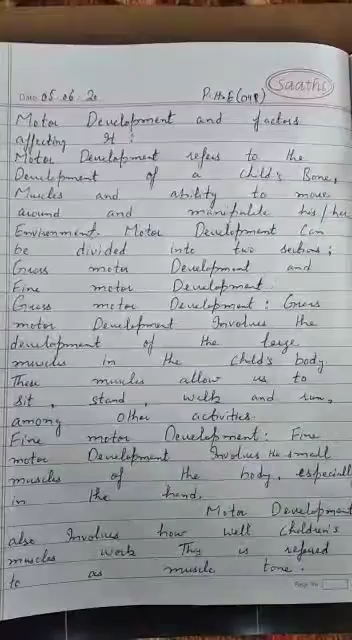 Saathi
Date 05.06.20 P.H.E(048)
Motor Development and factors
affecting It :
Motor Development refers to the
Development of a child's Bone,
Muscles and ability to move
around and manipulate his/her
Environment. Motor Development Can
be divided into two sections;
Gross motor Development and
Fine motor Development.
Gross motor Development : Gross
motor Development Involves the
development of the large
muscles in the child's body.
These muscles allow us to
sit, stand, walk and run,
among Other activities.
Fine motor Development: Fine
motor Development Involves the small
muscles of the body, especially
in the hand.
Motor Development
also Involves how well children's
muscles work This is refered
to as muscle tone.
Page No.